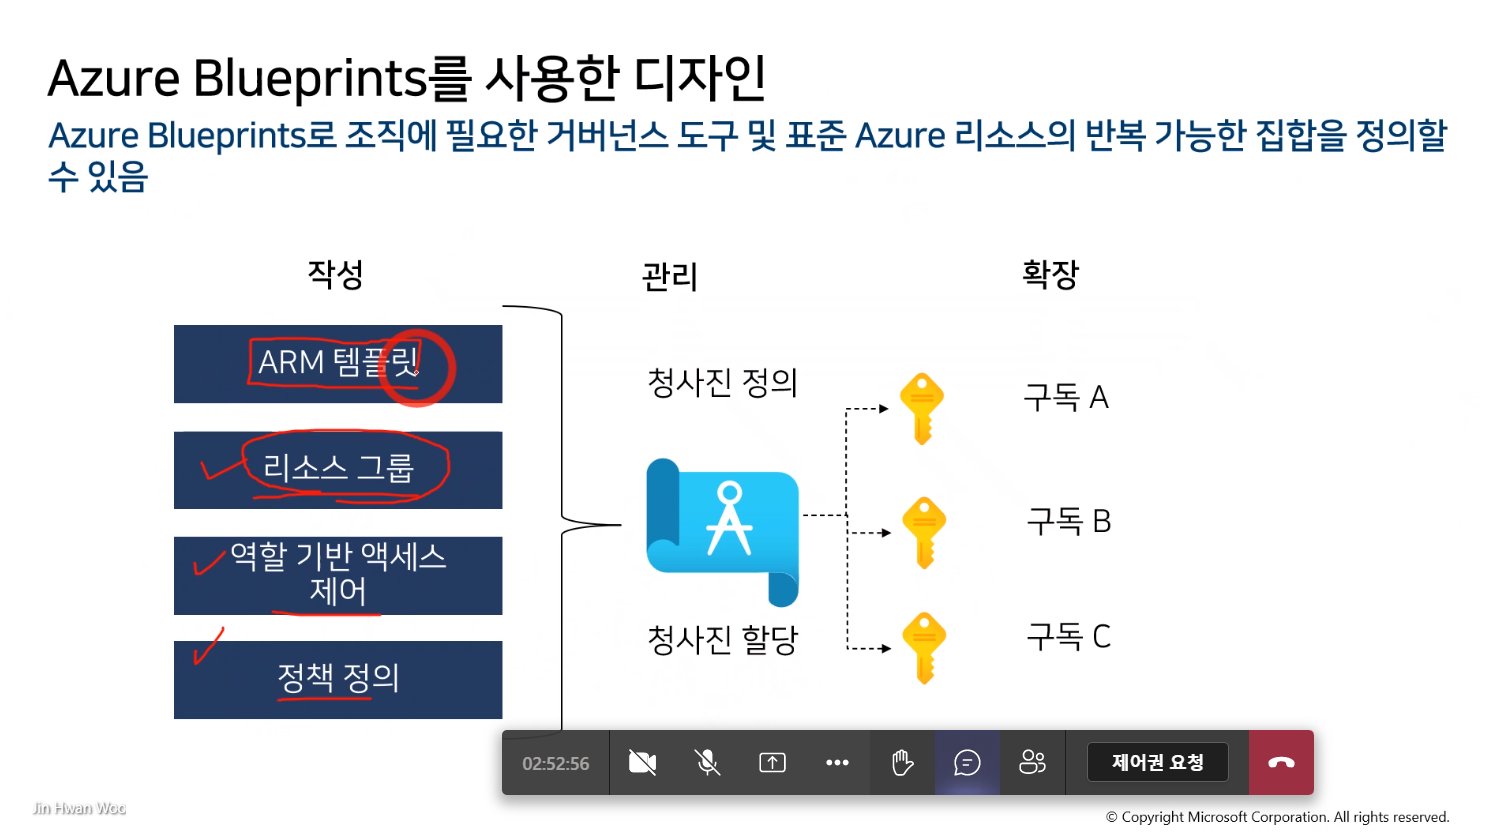 Azure Blueprints를 사용한 디자인
Azure Blueprints로 조직에 필요한 거버넌스 도구 및 표준 Azure 리소스의 반복 가능한 집합을 정의할
수 있음
작성
관리
확장
ARM 템플릿
리소스 그룹
역할 기반 액세스
제어
정책 정의
청사진 정의
청사진 할당
구독 A
구독 B
구독 C
02:52:56
제어권 요청
Jin Hwan Woo
© Copyright Microsoft Corporation. All rights reserved.